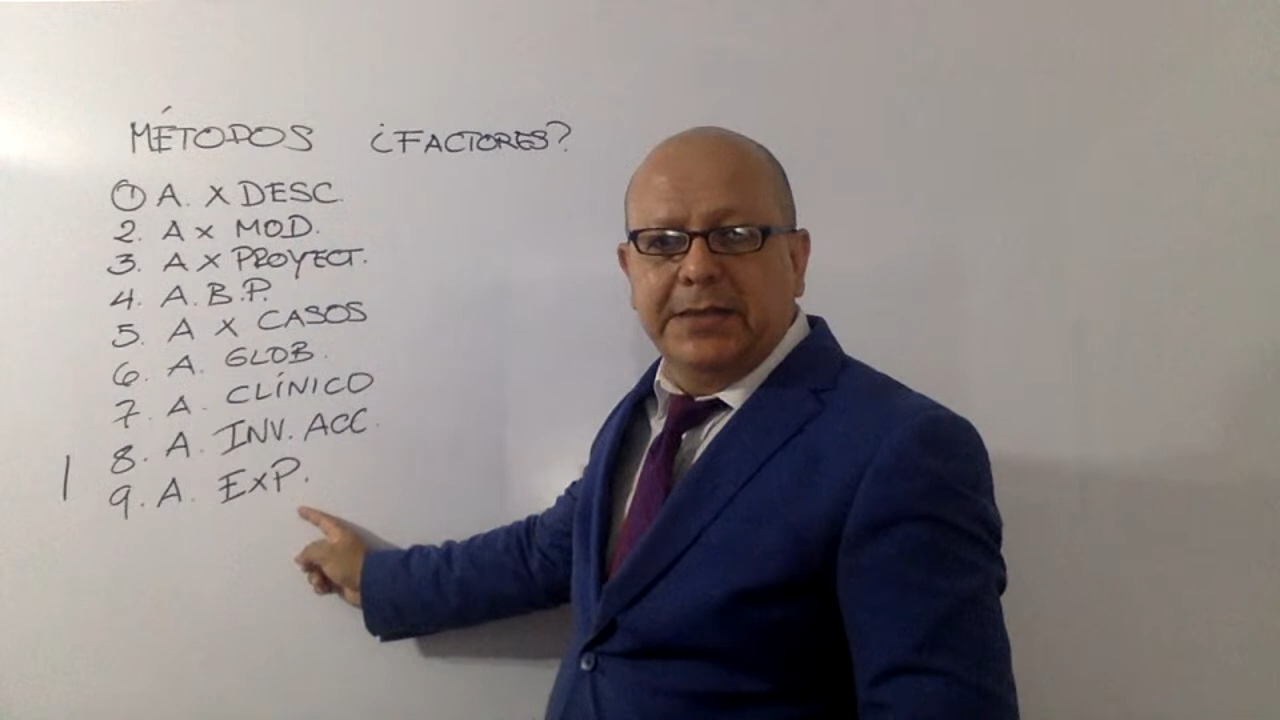 MÉTODOS ¿FACTORES?
1 A. X DESC.
2. A X MOD.
3. A X PROYECT.
4. A.B.P.
5. A X CASOS
6. A. GLOB.
7. A. CLÍNICO
8. A. INV. ACC.
9. A. EXP.